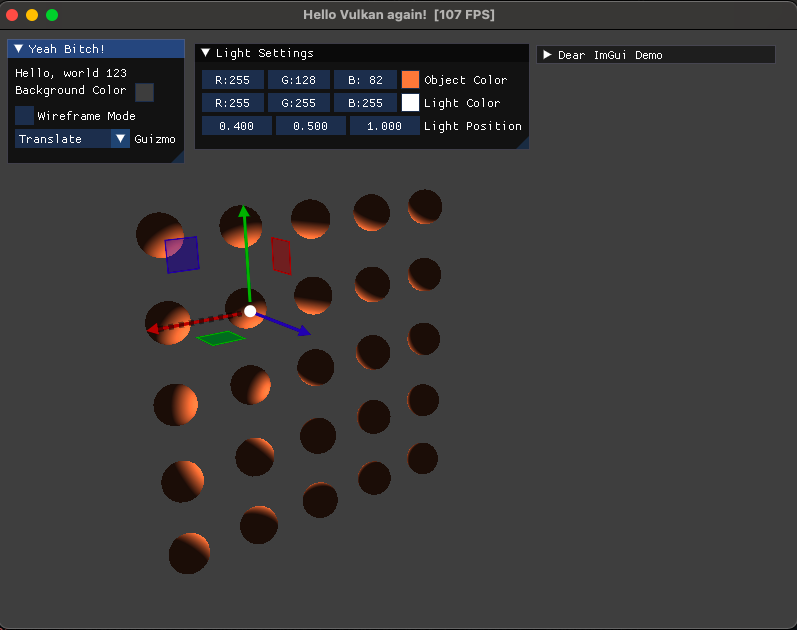 Hello Vulkan again! [107 FPS]
Yeah Bitch!
Hello, world 123
Background Color
Wireframe Mode
Translate Guizmo
Light Settings
R:255 G:128 B: 82 Object Color
R:255 G:255 B:255 Light Color
0.400 0.500 1.000 Light Position
Dear ImGui Demo